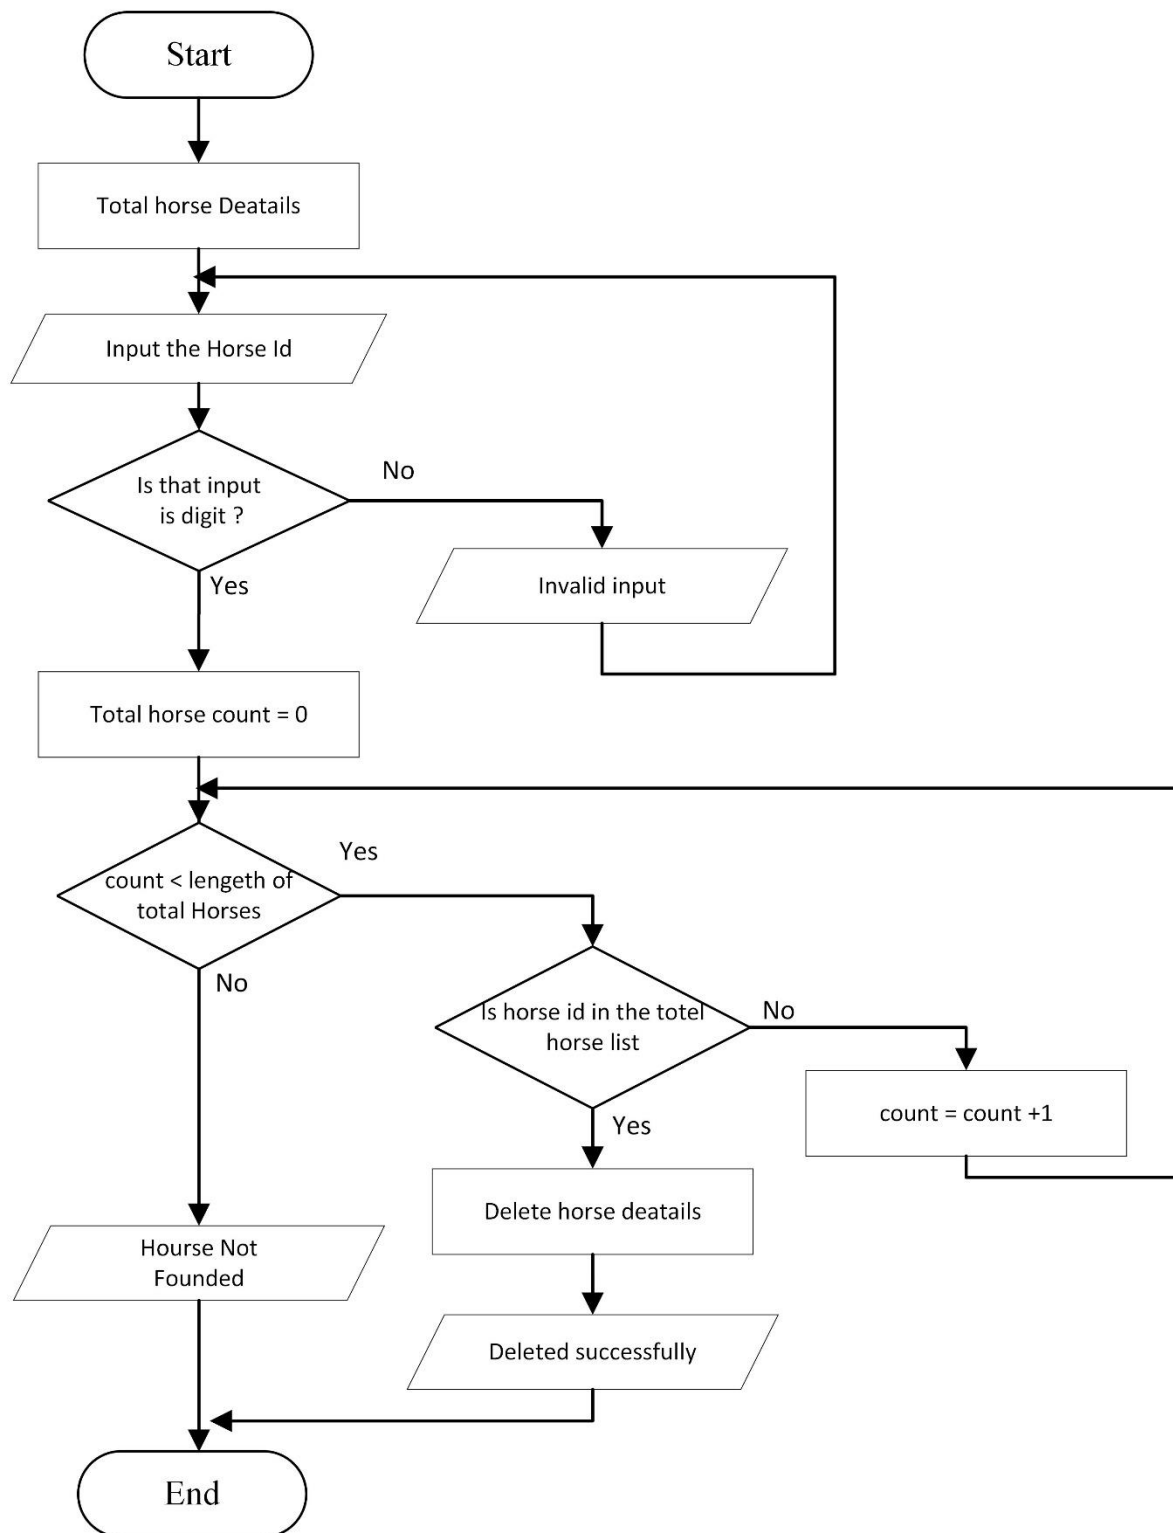 Start
Total horse Deatails
Input the Horse Id
Is that input
is digit ?
No
Invalid input
Yes
Total horse count = 0
count < lengeth of
total Horses
Yes
No
Is horse id in the totel
horse list
No
count = count +1
Yes
Delete horse deatails
Hourse Not
Founded
Deleted successfully
End